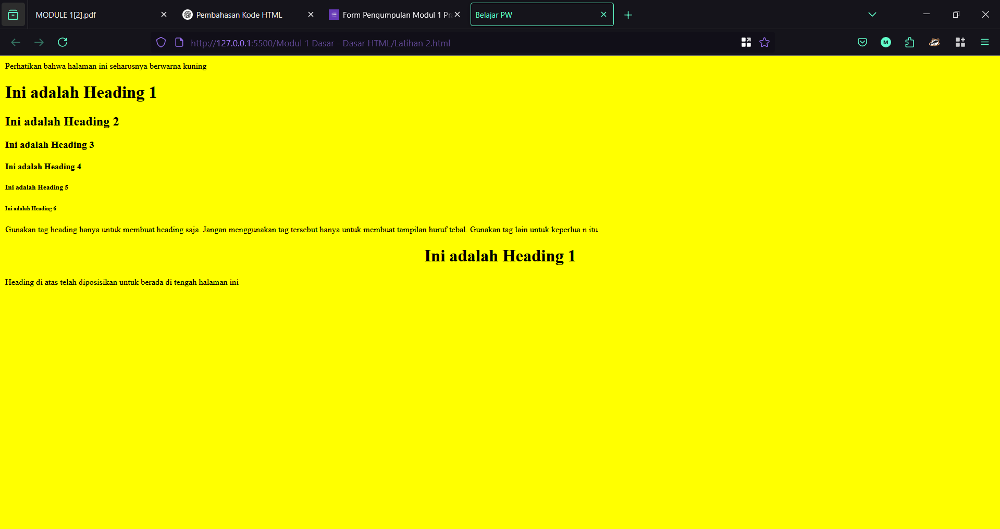 MODULE 1[2].pdf
Pembahasan Kode HTML
Form Pengumpulan Modul 1 Pr
Belajar PW
http://127.0.0.1:5500/Modul 1 Dasar - Dasar HTML/Latihan 2.html
M
Perhatikan bahwa halaman ini seharusnya berwarna kuning
Ini adalah Heading 1
Ini adalah Heading 2
Ini adalah Heading 3
Ini adalah Heading 4
Ini adalah Heading 5
Ini adalah Heading 6
Gunakan tag heading hanya untuk membuat heading saja. Jangan menggunakan tag tersebut hanya untuk membuat tampilan huruf tebal. Gunakan tag lain untuk keperlua n itu
Ini adalah Heading 1
Heading di atas telah diposisikan untuk berada di tengah halaman ini